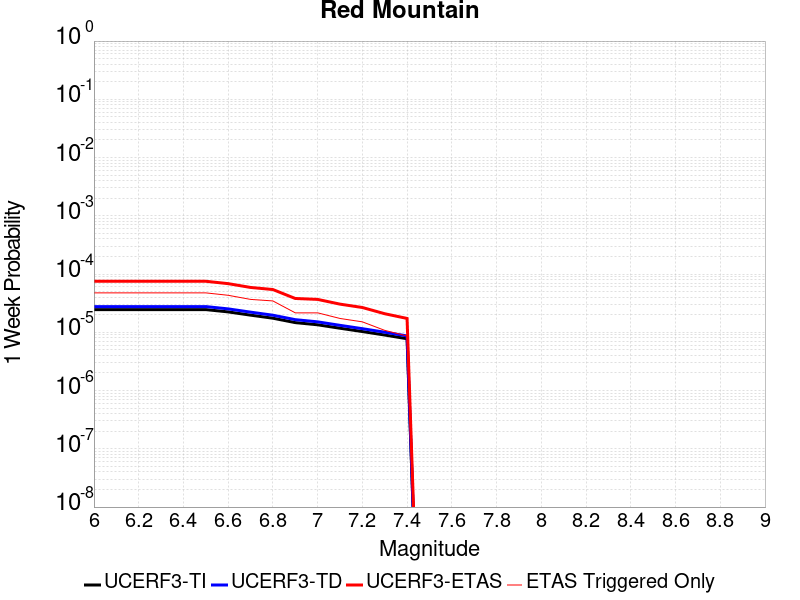 Red Mountain
10 0
10 -1
10 -2
10 -3
10 -4
10 -5
10 -6
10 -7
10 -8
1 Week Probability
6 6.2 6.4 6.6 6.8 7 7.2 7.4 7.6 7.8 8 8.2 8.4 8.6 8.8 9
Magnitude
UCERF3-TI UCERF3-TD UCERF3-ETAS ETAS Triggered Only